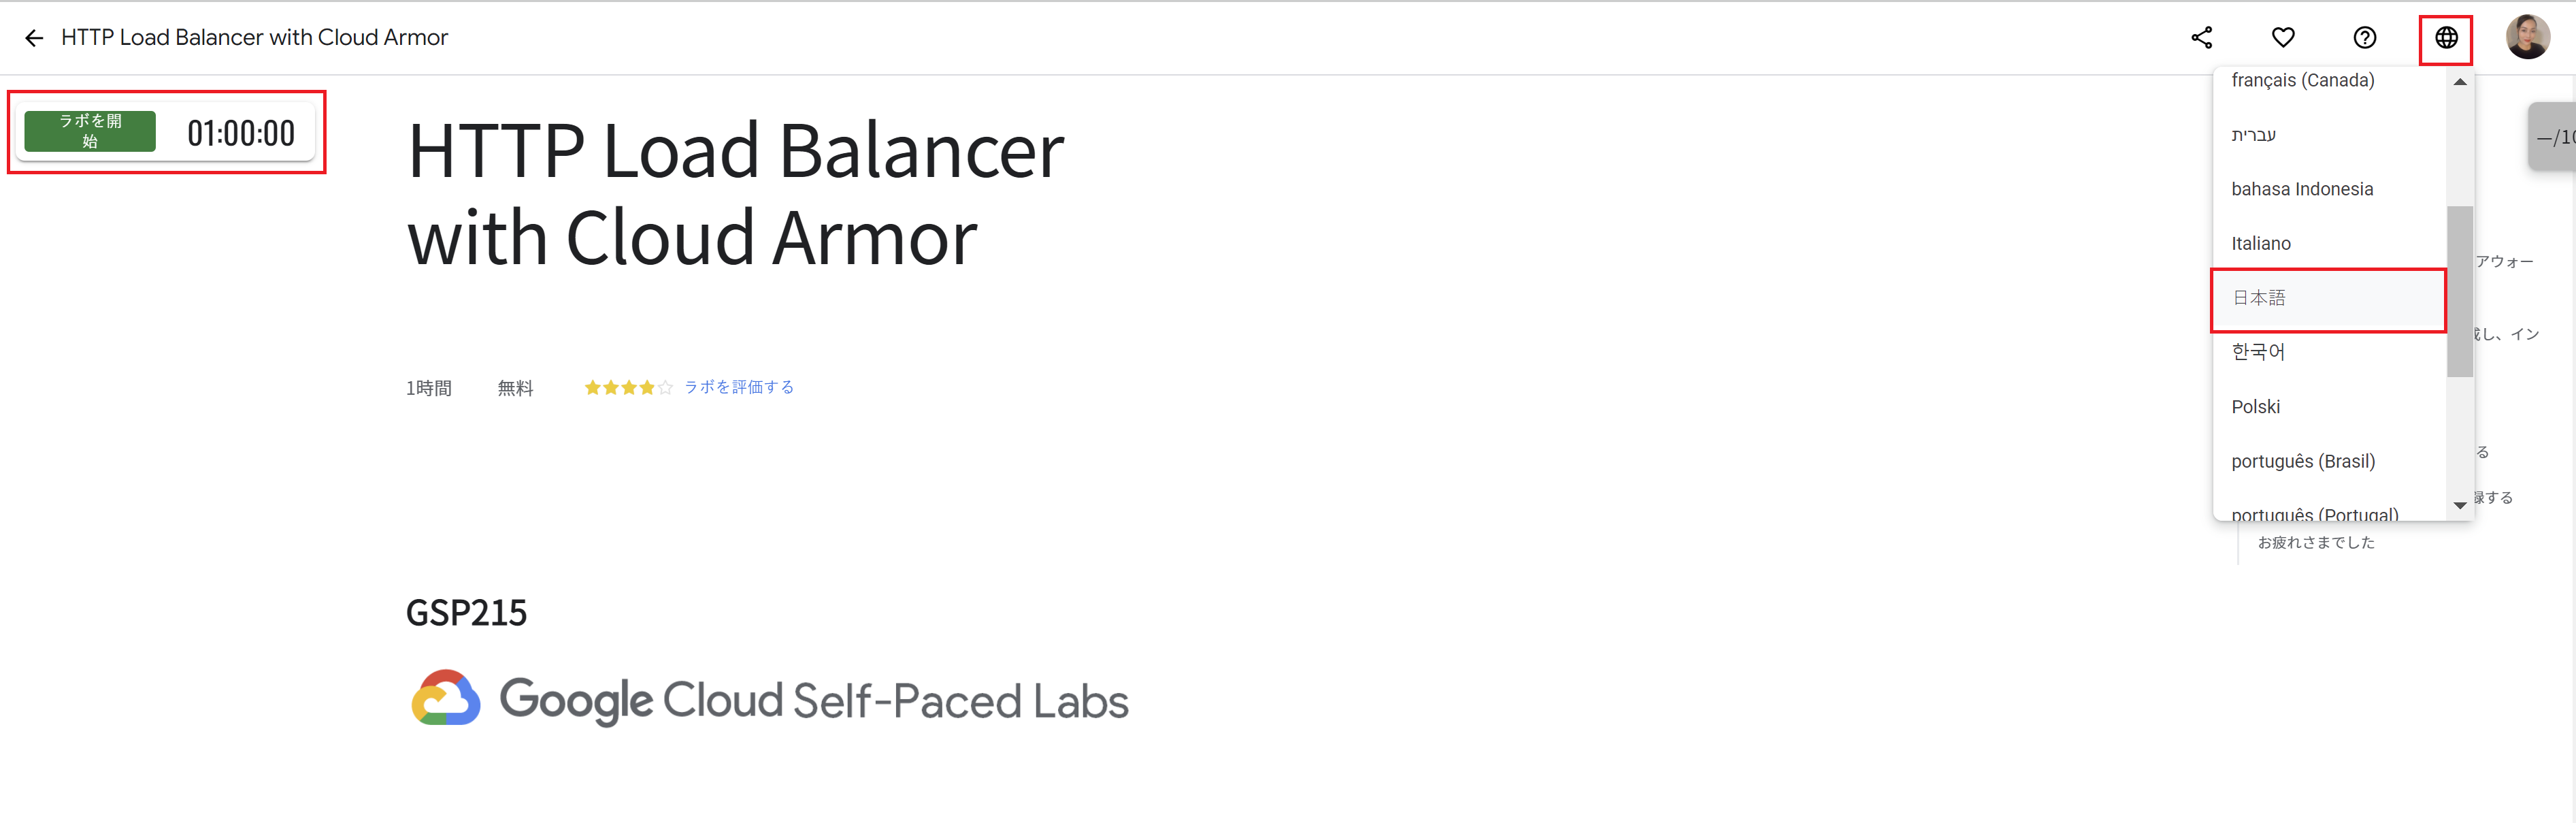 HTTP Load Balancer with Cloud Armor
ラボを開
始
01:00:00
HTTP Load Balancer
with Cloud Armor
1時間 無料 ラボを評価する
GSP215
Google Cloud Self-Paced Labs
français (Canada)
עברית
bahasa Indonesia
Italiano
日本語
한국어
Polski
português (Brasil)
português (Portugal)
—/10
アウォー
し、イン
る
する
お疲れさまでした